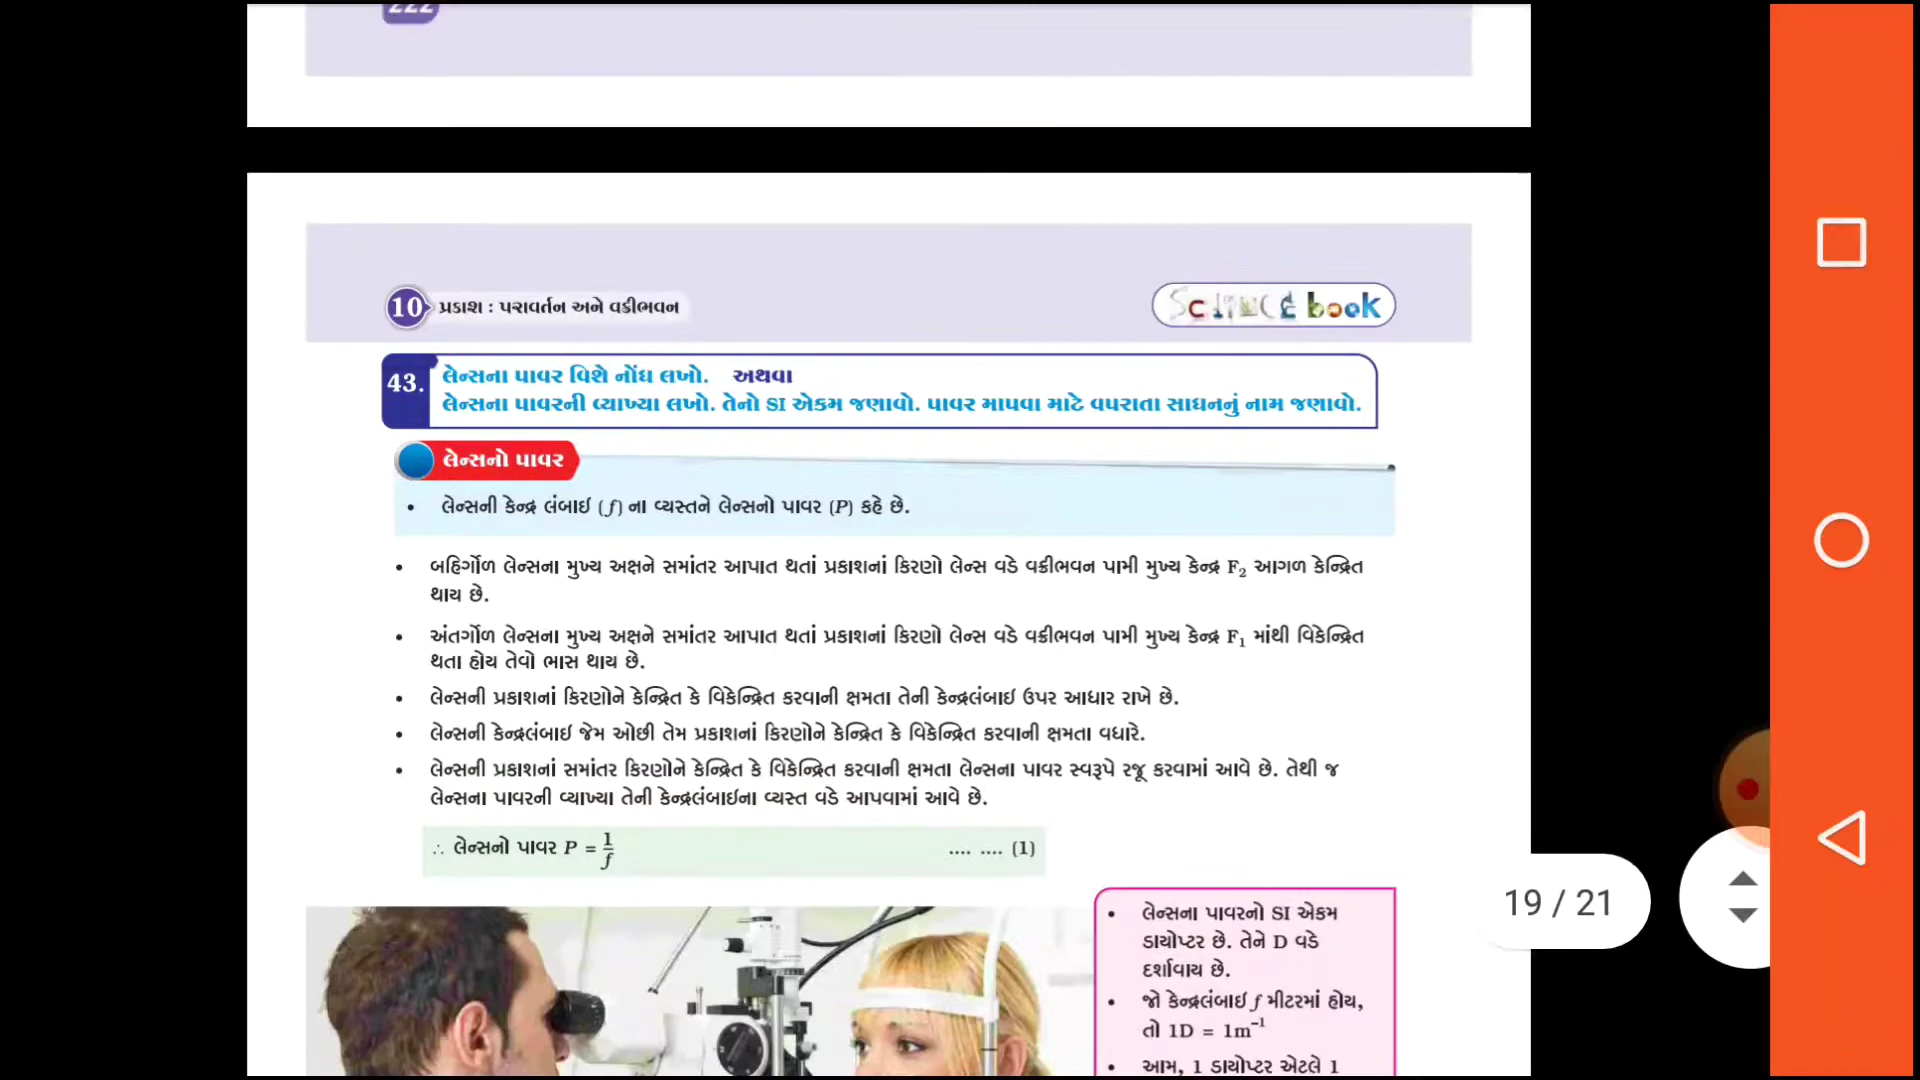 222
10 પ્રકાશ : પરાવર્તન અને વક્રીભવન
Science book
43. લેન્સના પાવર વિશે નોંધ લખો. અથવા
લેન્સના પાવરની વ્યાખ્યા લખો. તેનો SI એકમ જણાવો. પાવર માપવા માટે વપરાતા સાધનનું નામ જણાવો.
લેન્સનો પાવર
• લેન્સની કેન્દ્ર લંબાઈ (f) ના વ્યસ્તને લેન્સનો પાવર (P) કહે છે.
• બહિર્ગોળ લેન્સના મુખ્ય અક્ષને સમાંતર આપાત થતાં પ્રકાશનાં કિરણો લેન્સ વડે વક્રીભવન પામી મુખ્ય કેન્દ્ર F₂ આગળ કેન્દ્રિત
થાય છે.
• અંતર્ગોળ લેન્સના મુખ્ય અક્ષને સમાંતર આપાત થતાં પ્રકાશનાં કિરણો લેન્સ વડે વક્રીભવન પામી મુખ્ય કેન્દ્ર F₁ માંથી વિકેન્દ્રિત
થતા હોય તેવો ભાસ થાય છે.
• લેન્સની પ્રકાશનાં કિરણોને કેન્દ્રિત કે વિકેન્દ્રિત કરવાની ક્ષમતા તેની કેન્દ્રલંબાઈ ઉપર આધાર રાખે છે.
• લેન્સની કેન્દ્રલંબાઈ જેમ ઓછી તેમ પ્રકાશનાં કિરણોને કેન્દ્રિત કે વિકેન્દ્રિત કરવાની ક્ષમતા વધારે.
• લેન્સની પ્રકાશનાં સમાંતર કિરણોને કેન્દ્રિત કે વિકેન્દ્રિત કરવાની ક્ષમતા લેન્સના પાવર સ્વરૂપે રજૂ કરવામાં આવે છે. તેથી જ
લેન્સના પાવરની વ્યાખ્યા તેની કેન્દ્રલંબાઈના વ્યસ્ત વડે આપવામાં આવે છે.
∴ લેન્સનો પાવર P = 1/f .... .... (1)
• લેન્સના પાવરનો SI એકમ
ડાયોપ્ટર છે. તેને D વડે
દર્શાવાય છે.
• જો કેન્દ્રલંબાઈ f મીટરમાં હોય,
તો 1D = 1m⁻¹
• આમ, 1 ડાયોપ્ટર એટલે 1
19 / 21